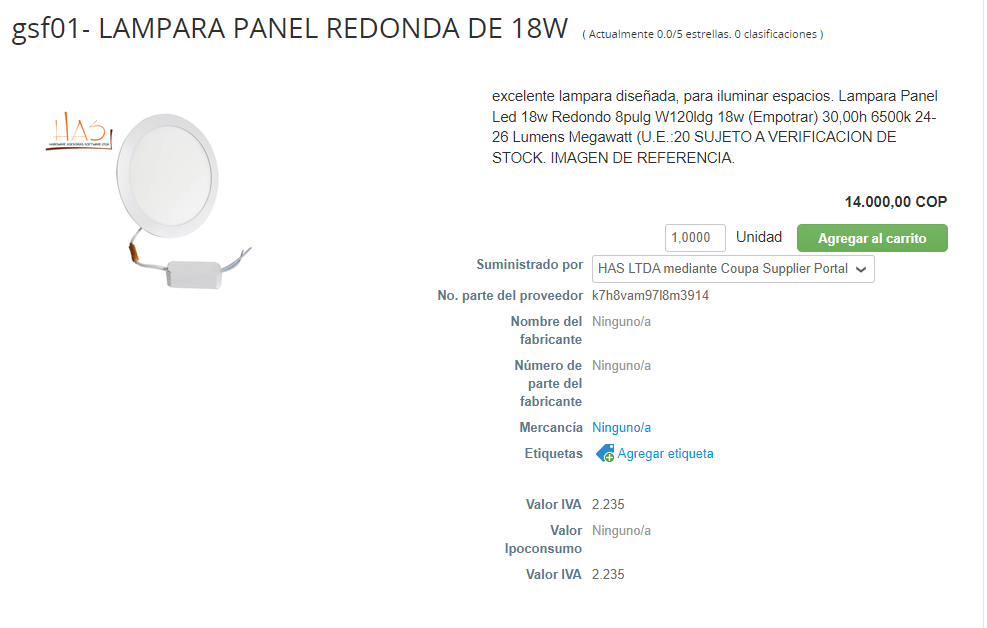 gsf01- LAMPARA PANEL REDONDA DE 18W ( Actualmente 0.0/5 estrellas. 0 clasificaciones )
HAS
HARDWARE ASESORIAS SOFTWARE LTDA
excelente lampara diseñada, para iluminar espacios. Lampara Panel
Led 18w Redondo 8pulg W120ldg 18w (Empotrar) 30,00h 6500k 24-
26 Lumens Megawatt (U.E.:20 SUJETO A VERIFICACION DE
STOCK. IMAGEN DE REFERENCIA.
14.000,00 COP
1,0000 Unidad Agregar al carrito
Suministrado por HAS LTDA mediante Coupa Supplier Portal
No. parte del proveedor k7h8vam97l8m3914
Nombre del Ninguno/a
fabricante
Número de Ninguno/a
parte del
fabricante
Mercancía Ninguno/a
Etiquetas Agregar etiqueta
Valor IVA 2.235
Valor Ninguno/a
Ipoconsumo
Valor IVA 2.235